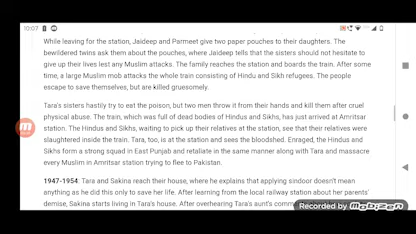 10:07
While leaving for the station, Jaideep and Parmeet give two paper pouches to their daughters. The
bewildered twins ask them about the pouches, where Jaideep tells that the sisters should not hesitate to
give up their lives lest any Muslim attacks. The family reaches the station and boards the train. After some
time, a large Muslim mob attacks the whole train consisting of Hindu and Sikh refugees. The people
escape to save themselves, but are killed gruesomely.
Tara's sisters hastily try to eat the poison, but two men throw it from their hands and kill them after cruel
physical abuse. The train, which was full of dead bodies of Hindus and Sikhs, has just arrived at Amritsar
station. The Hindus and Sikhs, waiting to pick up their relatives at the station, see that their relatives were
slaughtered inside the train. Tara, too, is at the station and sees the bloodshed. Enraged, the Hindus and
Sikhs form a strong squad in East Punjab and retaliate in the same manner along with Tara and massacre
every Muslim in Amritsar station trying to flee to Pakistan.
1947-1954: Tara and Sakina reach their house, where he explains that applying sindoor doesn't mean
anything as he did this only to save her life. After learning from the local railway station about her parents'
demise, Sakina starts living in Tara's house. After overhearing Tara's aunt's
Recorded by mobizen